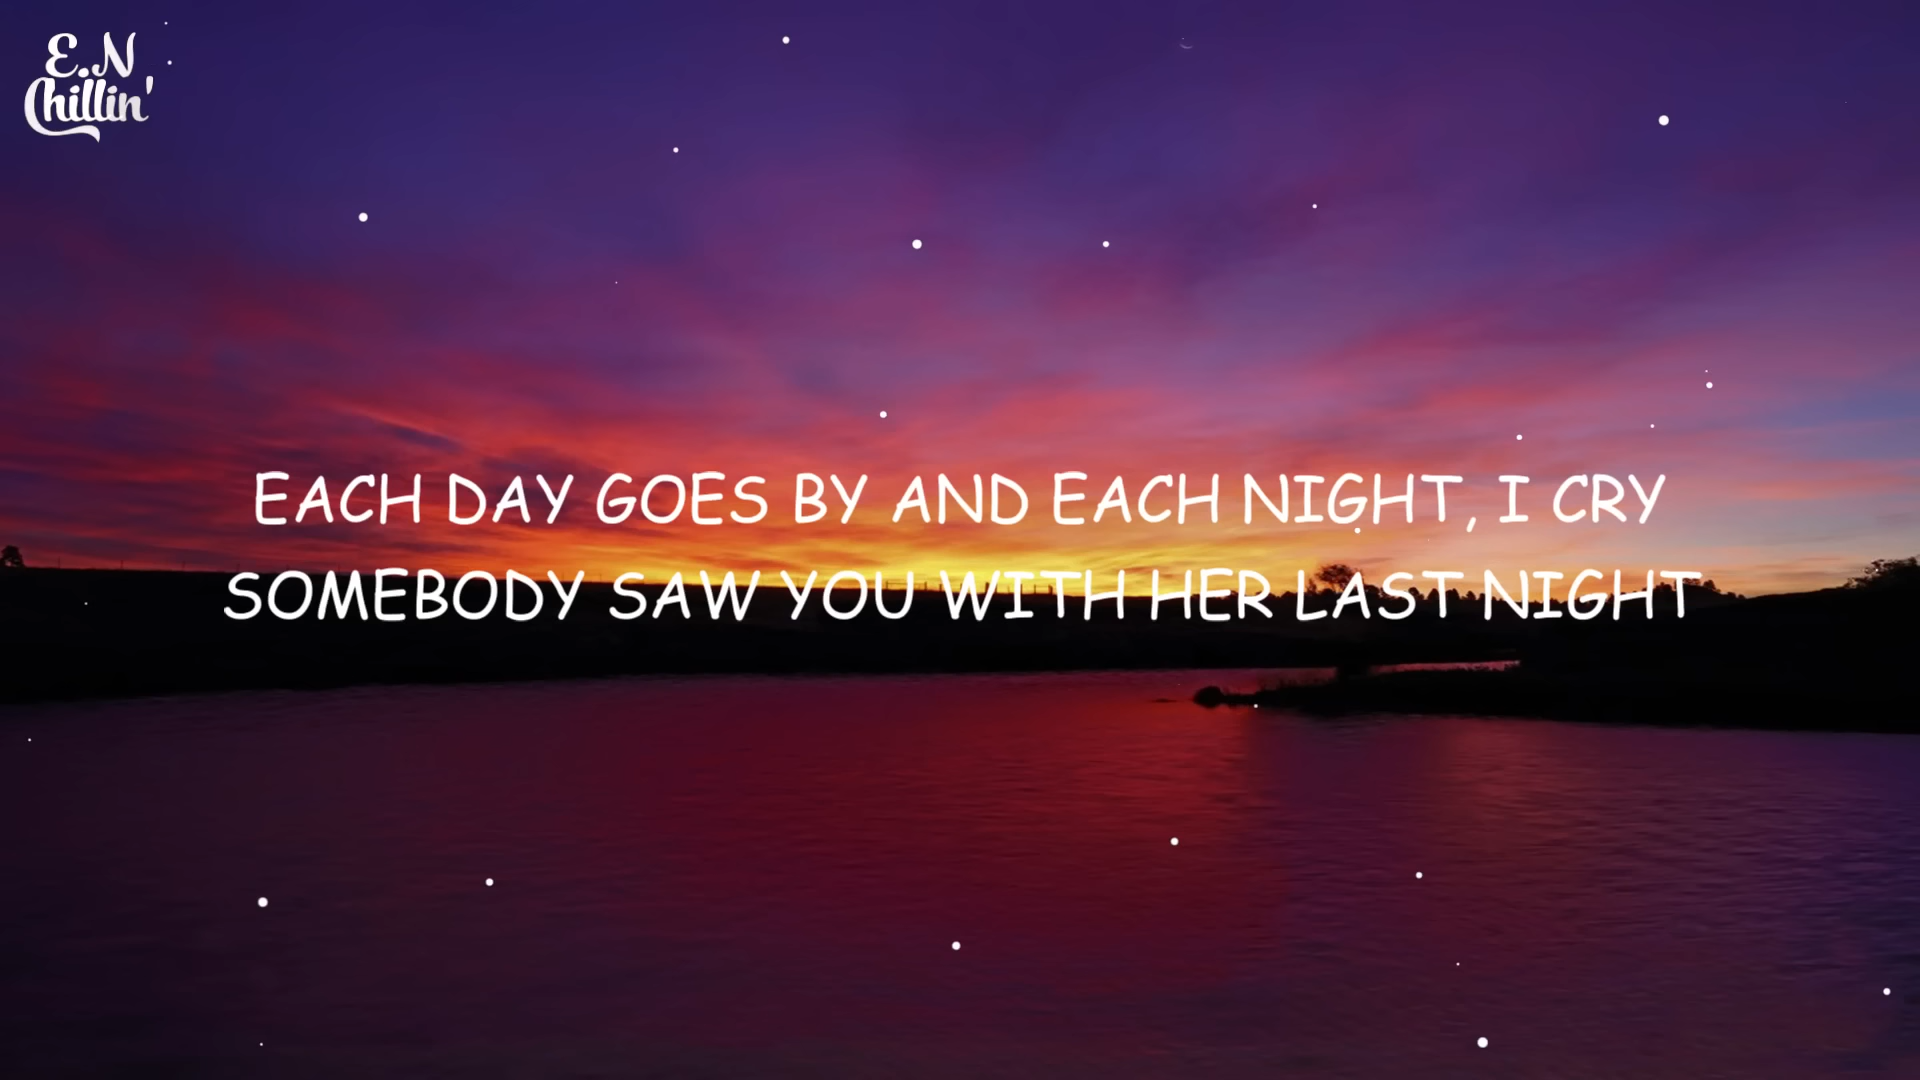 E.N
Chillin'
EACH DAY GOES BY AND EACH NIGHT, I CRY
SOMEBODY SAW YOU WITH HER LAST NIGHT